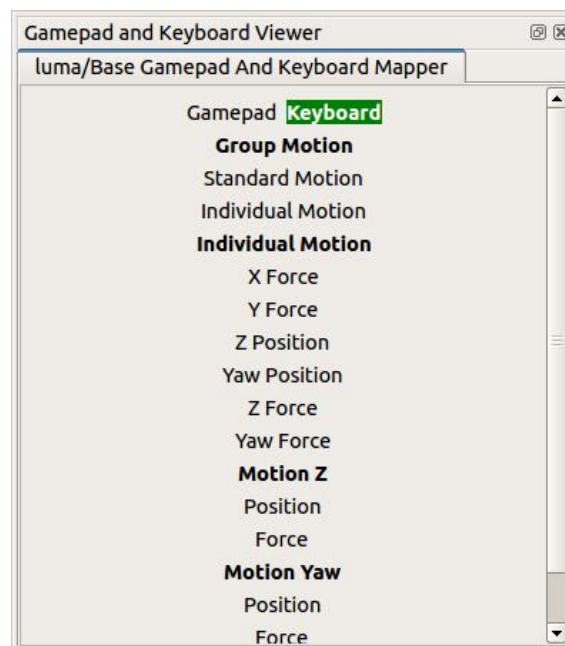 Gamepad and Keyboard Viewer
luma/Base Gamepad And Keyboard Mapper
Gamepad Keyboard
Group Motion
Standard Motion
Individual Motion
Individual Motion
X Force
Y Force
Z Position
Yaw Position
Z Force
Yaw Force
Motion Z
Position
Force
Motion Yaw
Position
Force